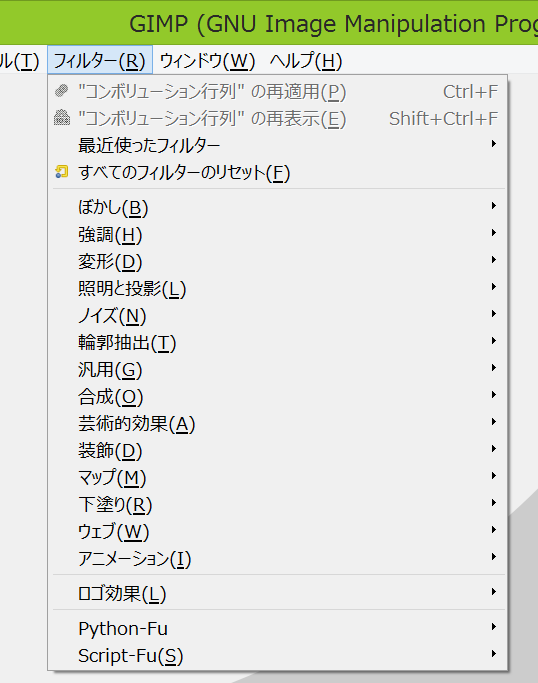 GIMP (GNU Image Manipulation Prog
ル(T) フィルター(R) ウィンドウ(W) ヘルプ(H)
"コンボリューション行列" の再適用(P) Ctrl+F
"コンボリューション行列" の再表示(E) Shift+Ctrl+F
最近使ったフィルター
すべてのフィルターのリセット(F)
ぼかし(B)
強調(H)
変形(D)
照明と投影(L)
ノイズ(N)
輪郭抽出(T)
汎用(G)
合成(O)
芸術的効果(A)
装飾(D)
マップ(M)
下塗り(R)
ウェブ(W)
アニメーション(I)
ロゴ効果(L)
Python-Fu
Script-Fu(S)